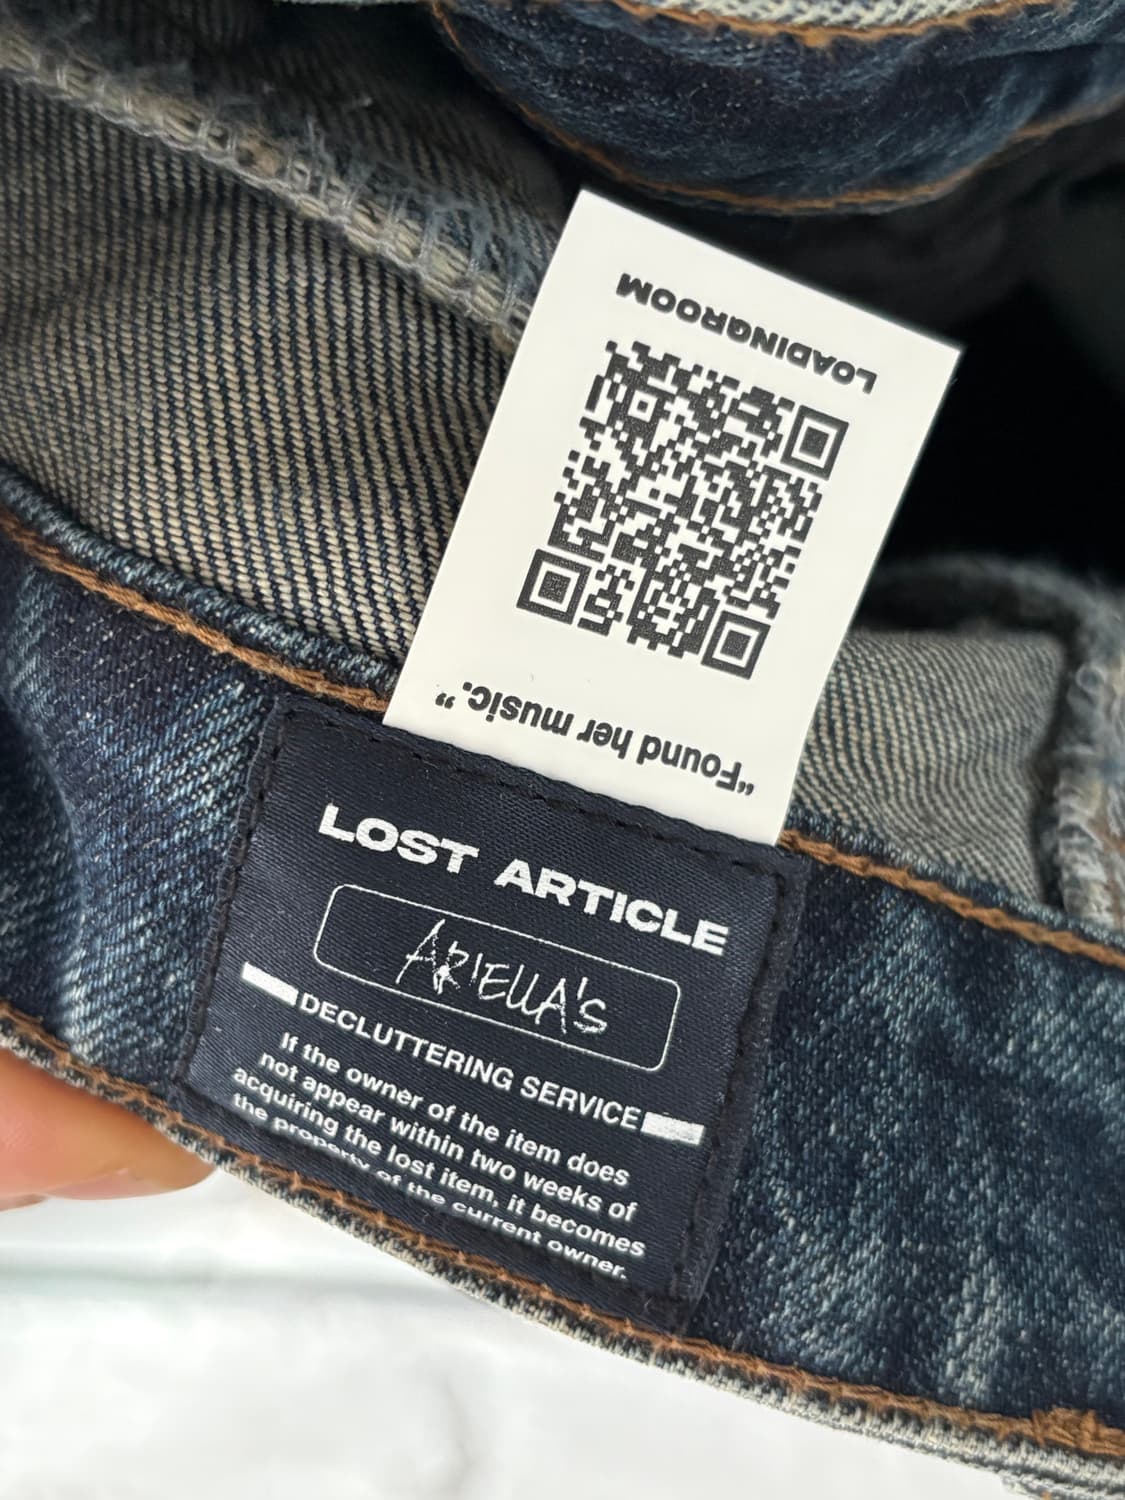 LOADINGROOM
"Found her music."
LOST ARTICLE
ARIELLA'S
DECLUTTERING SERVICE
If the owner of the item does
not appear within two weeks of
acquiring the lost item, it becomes
the property of the current owner.